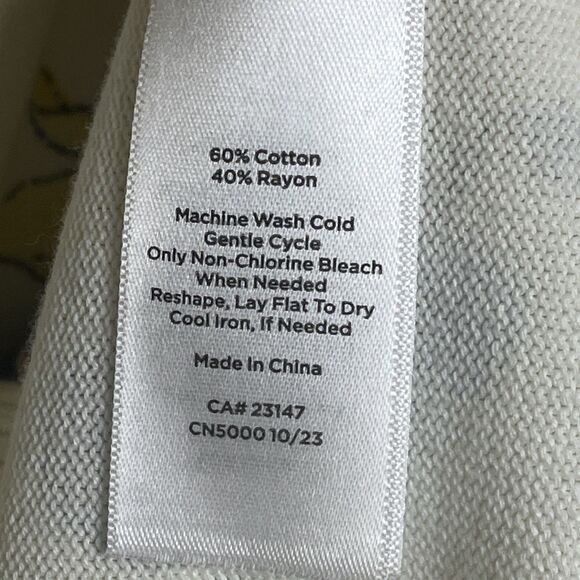 60% Cotton
40% Rayon
Machine Wash Cold
Gentle Cycle
Only Non-Chlorine Bleach
When Needed
Reshape, Lay Flat To Dry
Cool Iron, If Needed
Made In China
CA# 23147
CN5000 10/23